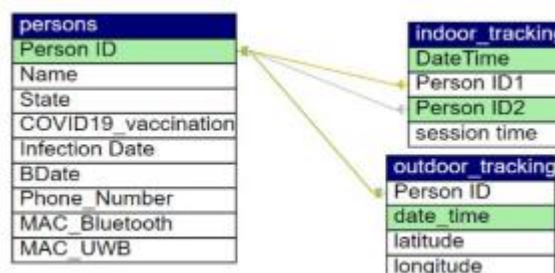 persons
Person ID
Name
State
COVID19_vaccination
Infection Date
BDate
Phone_Number
MAC_Bluetooth
MAC_UWB
indoor_tracking
DateTime
Person ID1
Person ID2
session time
outdoor_tracking
Person ID
date_time
latitude
longitude